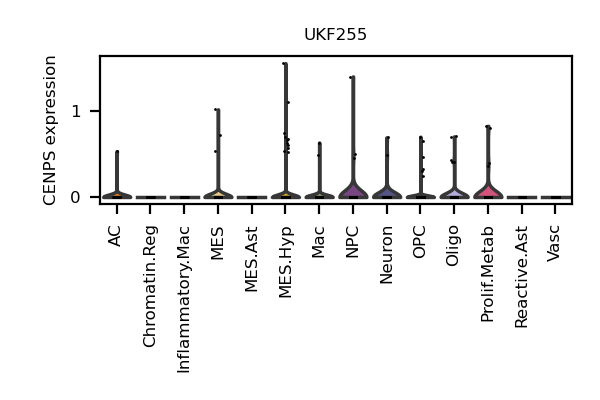 UKF255
CENPS expression
1
0
AC
Chromatin.Reg
Inflammatory.Mac
MES
MES.Ast
MES.Hyp
Mac
NPC
Neuron
OPC
Oligo
Prolif.Metab
Reactive.Ast
Vasc